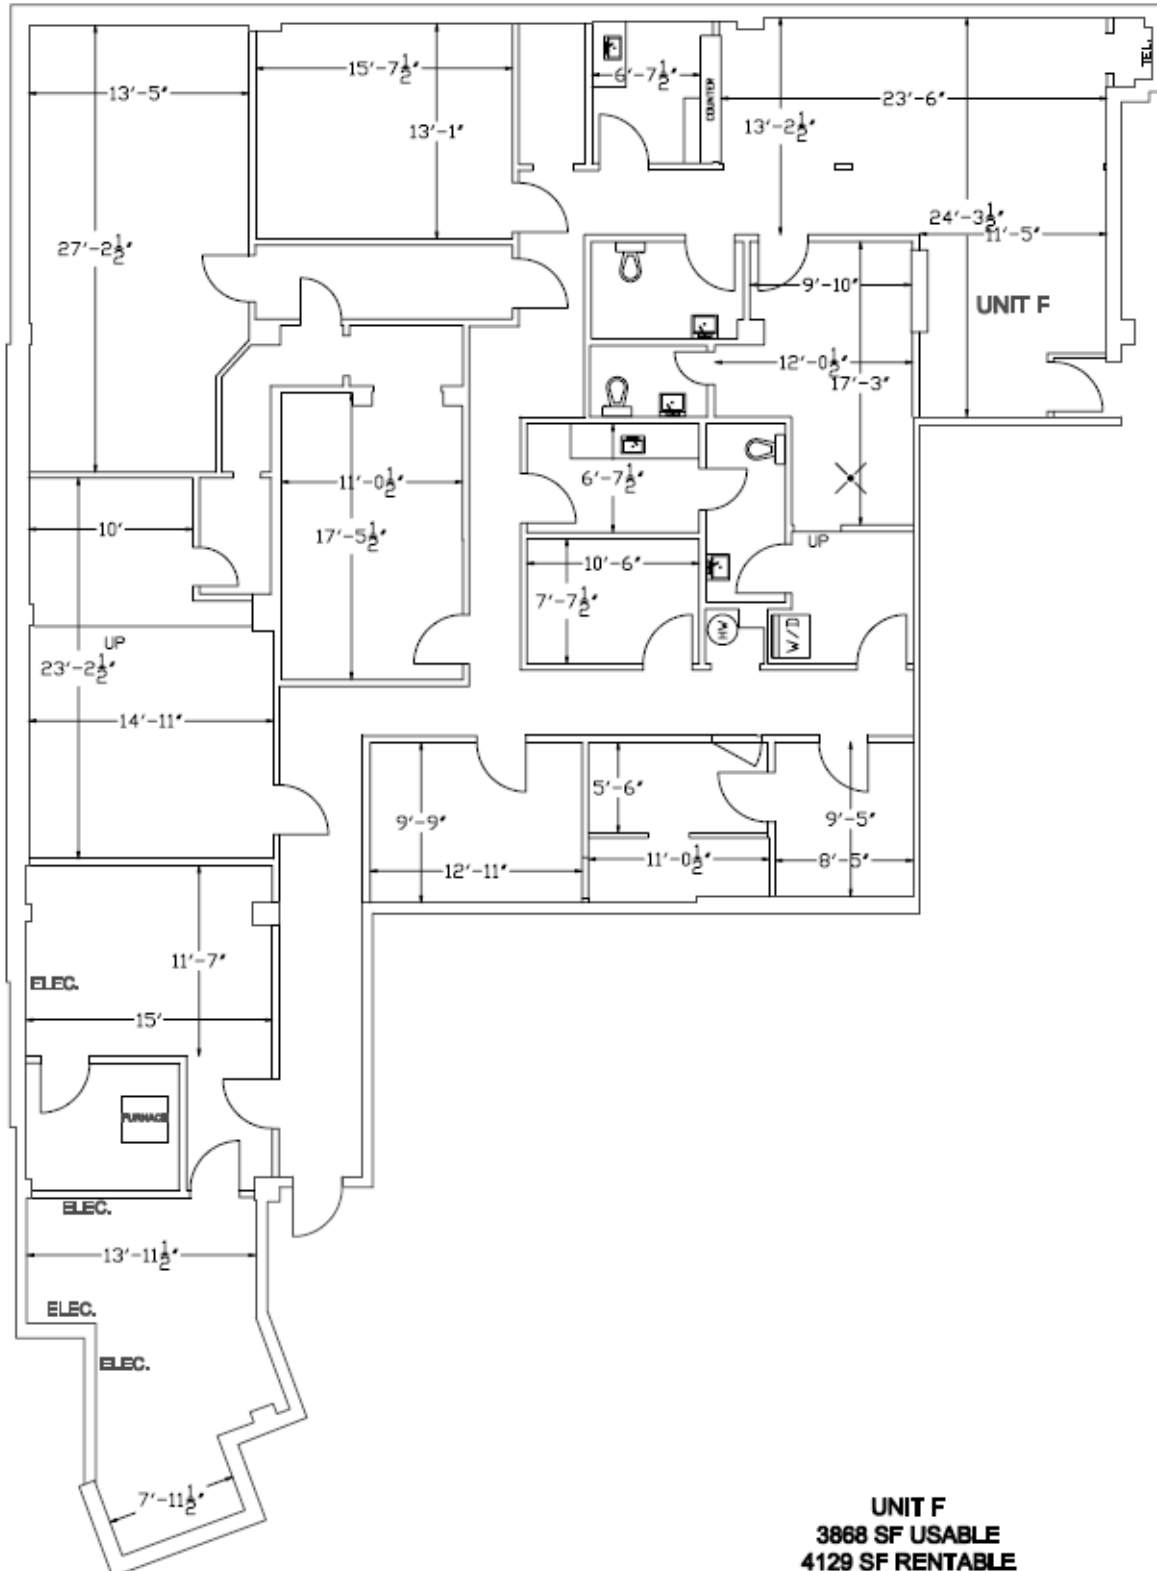 TEL.
15'-7½"
6'-7½"
13'-5"
COUNTER
23'-6"
13'-1"
13'-2½"
24'-3½"
11'-5"
27'-2½"
9'-10"
UNIT F
12'-0½"
17'-3"
6'-7½"
11'-0½"
10'
17'-5½"
UP
10'-6"
7'-7½"
HW
W/D
UP
23'-2½"
14'-11"
5'-6"
9'-9"
9'-5"
11'-0½"
8'-5"
12'-11"
11'-7"
ELEC.
15'
FURNACE
ELEC.
13'-11½"
ELEC.
ELEC.
7'-11½"
UNIT F
3868 SF USABLE
4129 SF RENTABLE